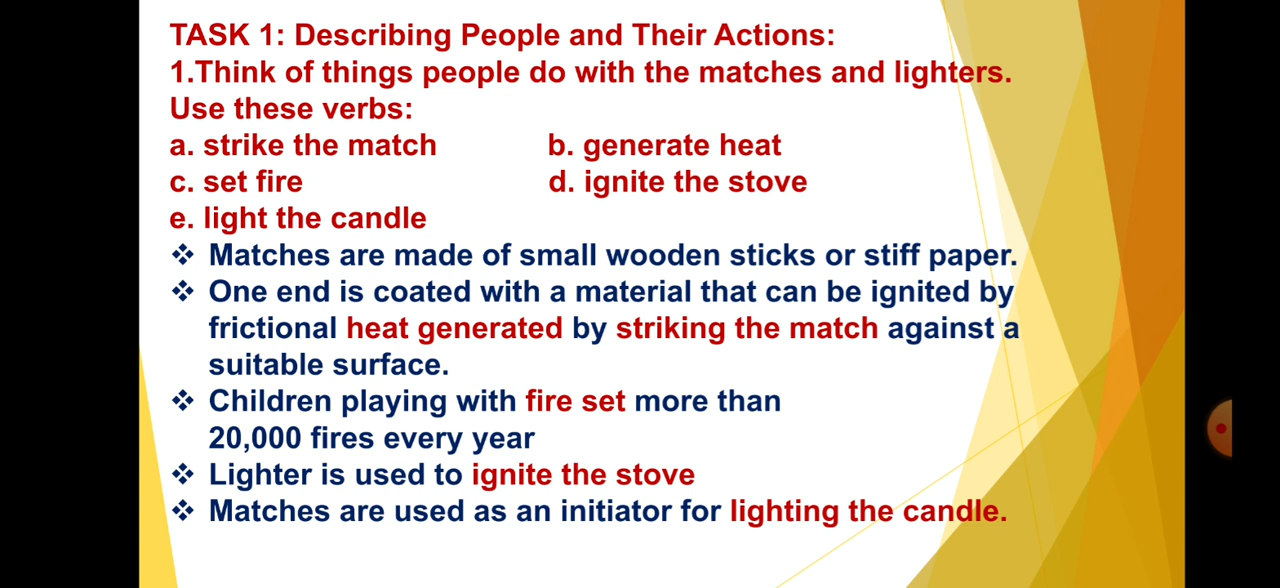 TASK 1: Describing People and Their Actions:
1.Think of things people do with the matches and lighters.
Use these verbs:
a. strike the match b. generate heat
c. set fire d. ignite the stove
e. light the candle
❖ Matches are made of small wooden sticks or stiff paper.
❖ One end is coated with a material that can be ignited by
frictional heat generated by striking the match against a
suitable surface.
❖ Children playing with fire set more than
20,000 fires every year
❖ Lighter is used to ignite the stove
❖ Matches are used as an initiator for lighting the candle.